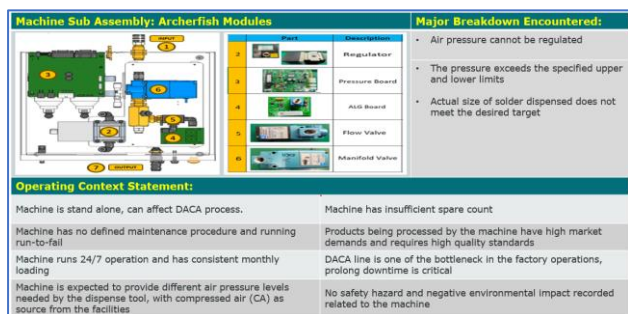 Machine Sub Assembly: Archerfish Modules
INPUT
1
3
6
5
2
4
7
OUTPUT
Part
Description
2
Regulator
3
Pressure Board
4
ALG Board
5
Flow Valve
6
Manifold Valve
Major Breakdown Encountered:
• Air pressure cannot be regulated
• The pressure exceeds the specified upper
and lower limits
• Actual size of solder dispensed does not
meet the desired target
Operating Context Statement:
Machine is stand alone, can affect DACA process.
Machine has insufficient spare count
Machine has no defined maintenance procedure and running
run-to-fail
Products being processed by the machine have high market
demands and requires high quality standards
Machine runs 24/7 operation and has consistent monthly
loading
DACA line is one of the bottleneck in the factory operations,
prolong downtime is critical
Machine is expected to provide different air pressure levels
needed by the dispense tool, with compressed air (CA) as
source from the facilities
No safety hazard and negative environmental impact recorded
related to the machine